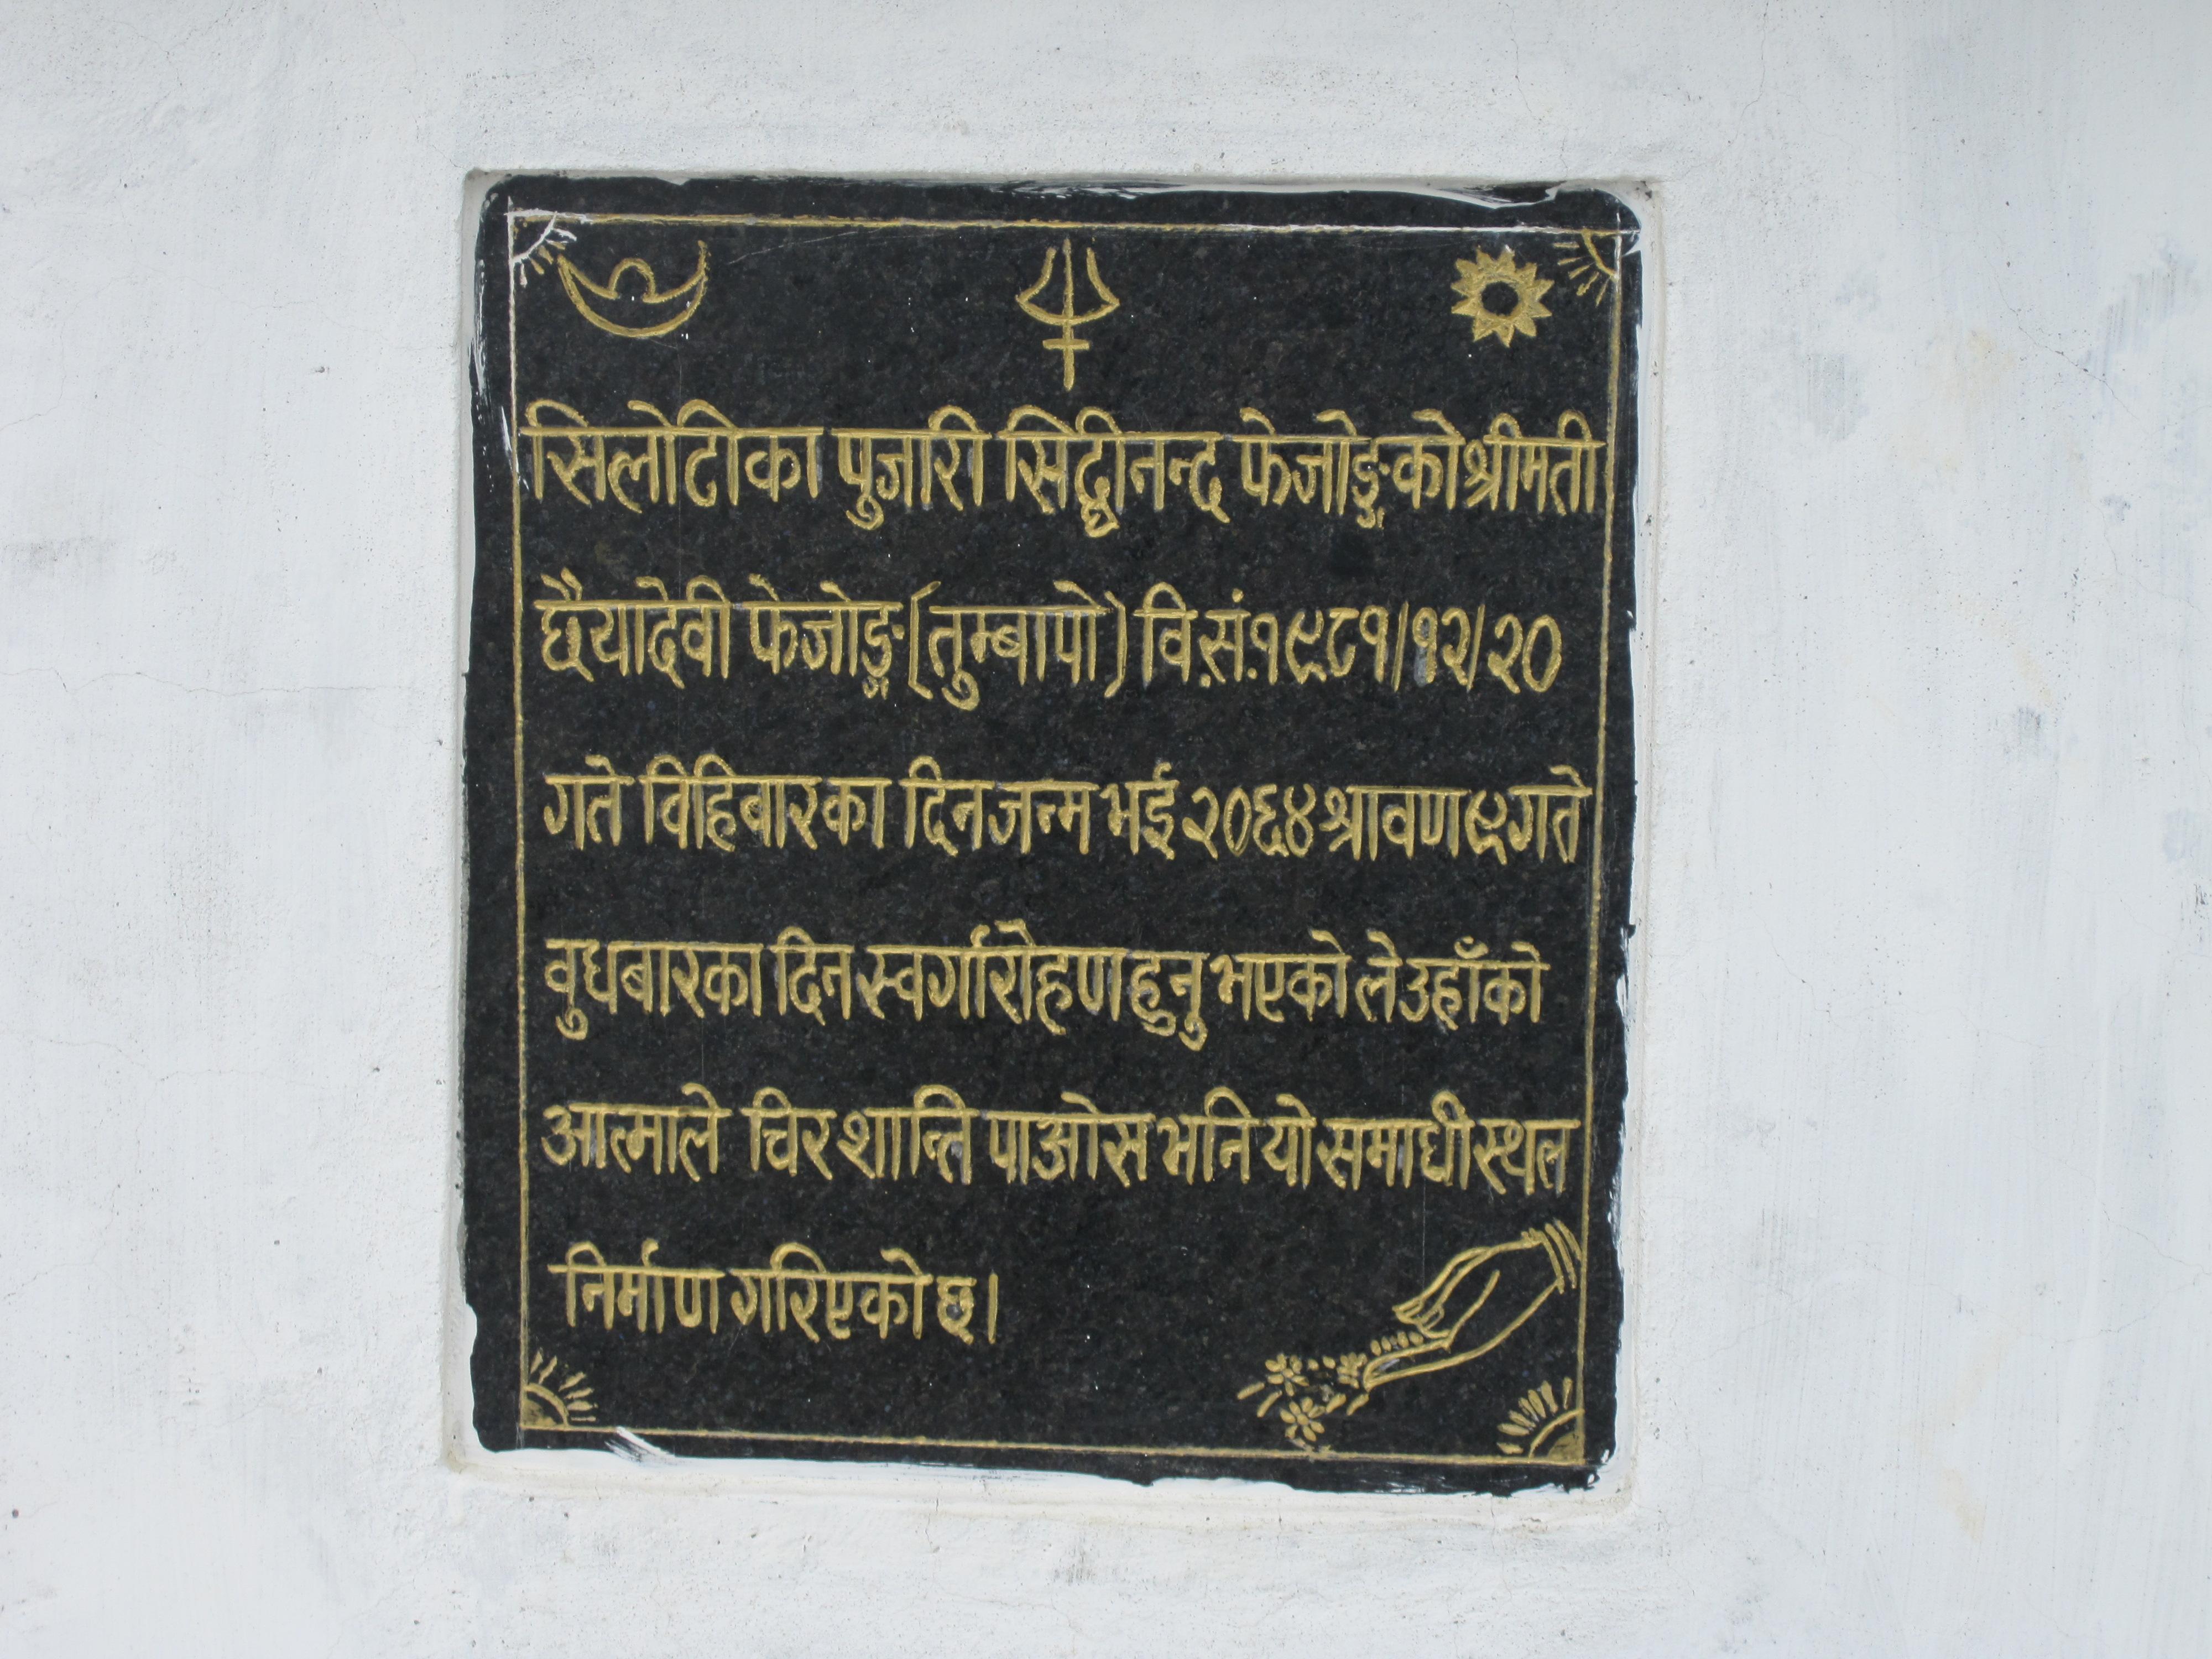 सिलोटीका पुजारी सिद्धीनन्द फेजोङ्को श्रीमती
छैयादेवी फेजोङ् (तुम्बापो) वि.सं.१९८१/१२/२०
गते विहिबारका दिन जन्म भई २०६४ श्रावण ९ गते
वुधबारका दिन स्वर्गारोहण हुनु भएको ले उहाँको
आत्माले चिर शान्ति पाओस भनि यो समाधी स्थल
निर्माण गरिएको छ।